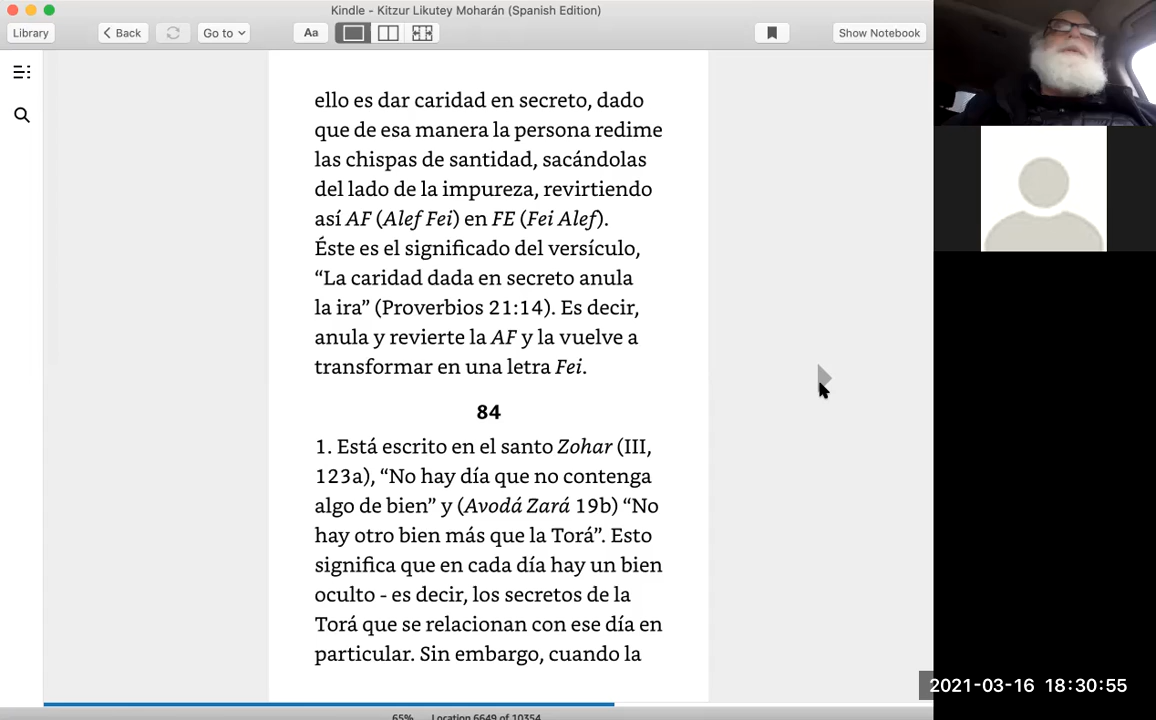 Kindle - Kitzur Likutey Moharán (Spanish Edition)
Library
Back
Go to
Aa
Show Notebook
ello es dar caridad en secreto, dado
que de esa manera la persona redime
las chispas de santidad, sacándolas
del lado de la impureza, revirtiendo
así AF (Alef Fei) en FE (Fei Alef).
Éste es el significado del versículo,
“La caridad dada en secreto anula
la ira” (Proverbios 21:14). Es decir,
anula y revierte la AF y la vuelve a
transformar en una letra Fei.
84
1. Está escrito en el santo Zohar (III,
123a), “No hay día que no contenga
algo de bien” y (Avodá Zará 19b) “No
hay otro bien más que la Torá”. Esto
significa que en cada día hay un bien
oculto - es decir, los secretos de la
Torá que se relacionan con ese día en
particular. Sin embargo, cuando la
65% Location 6649 of 10354
2021-03-16 18:30:55